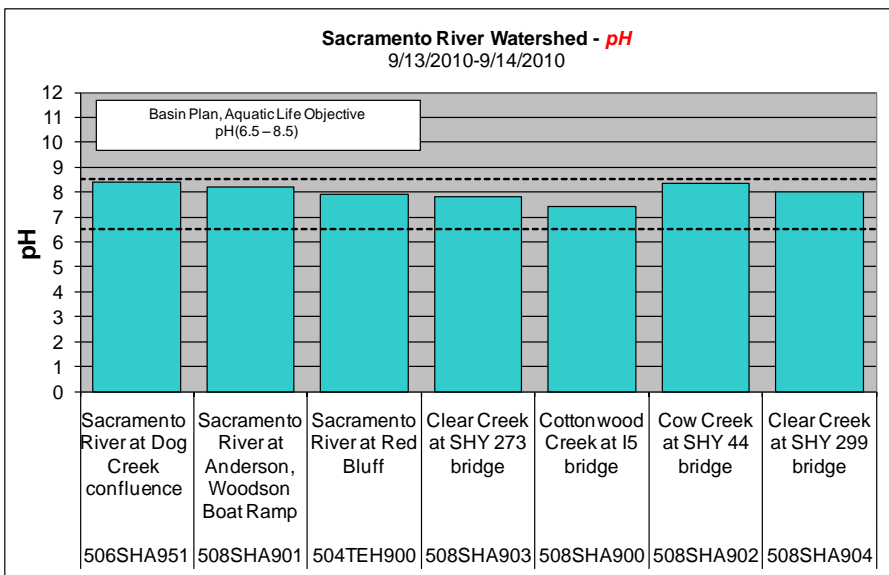 Sacramento River Watershed - pH
9/13/2010-9/14/2010
Basin Plan, Aquatic Life Objective
pH(6.5 – 8.5)
pH
12
11
10
9
8
7
6
5
4
3
2
1
0
Sacramento
River at Dog
Creek
confluence
506SHA951
Sacramento
River at
Anderson,
Woodson
Boat Ramp
508SHA901
Sacramento
River at Red
Bluff
504TEH900
Clear Creek
at SHY 273
bridge
508SHA903
Cottonwood
Creek at I5
bridge
508SHA900
Cow Creek
at SHY 44
bridge
508SHA902
Clear Creek
at SHY 299
bridge
508SHA904